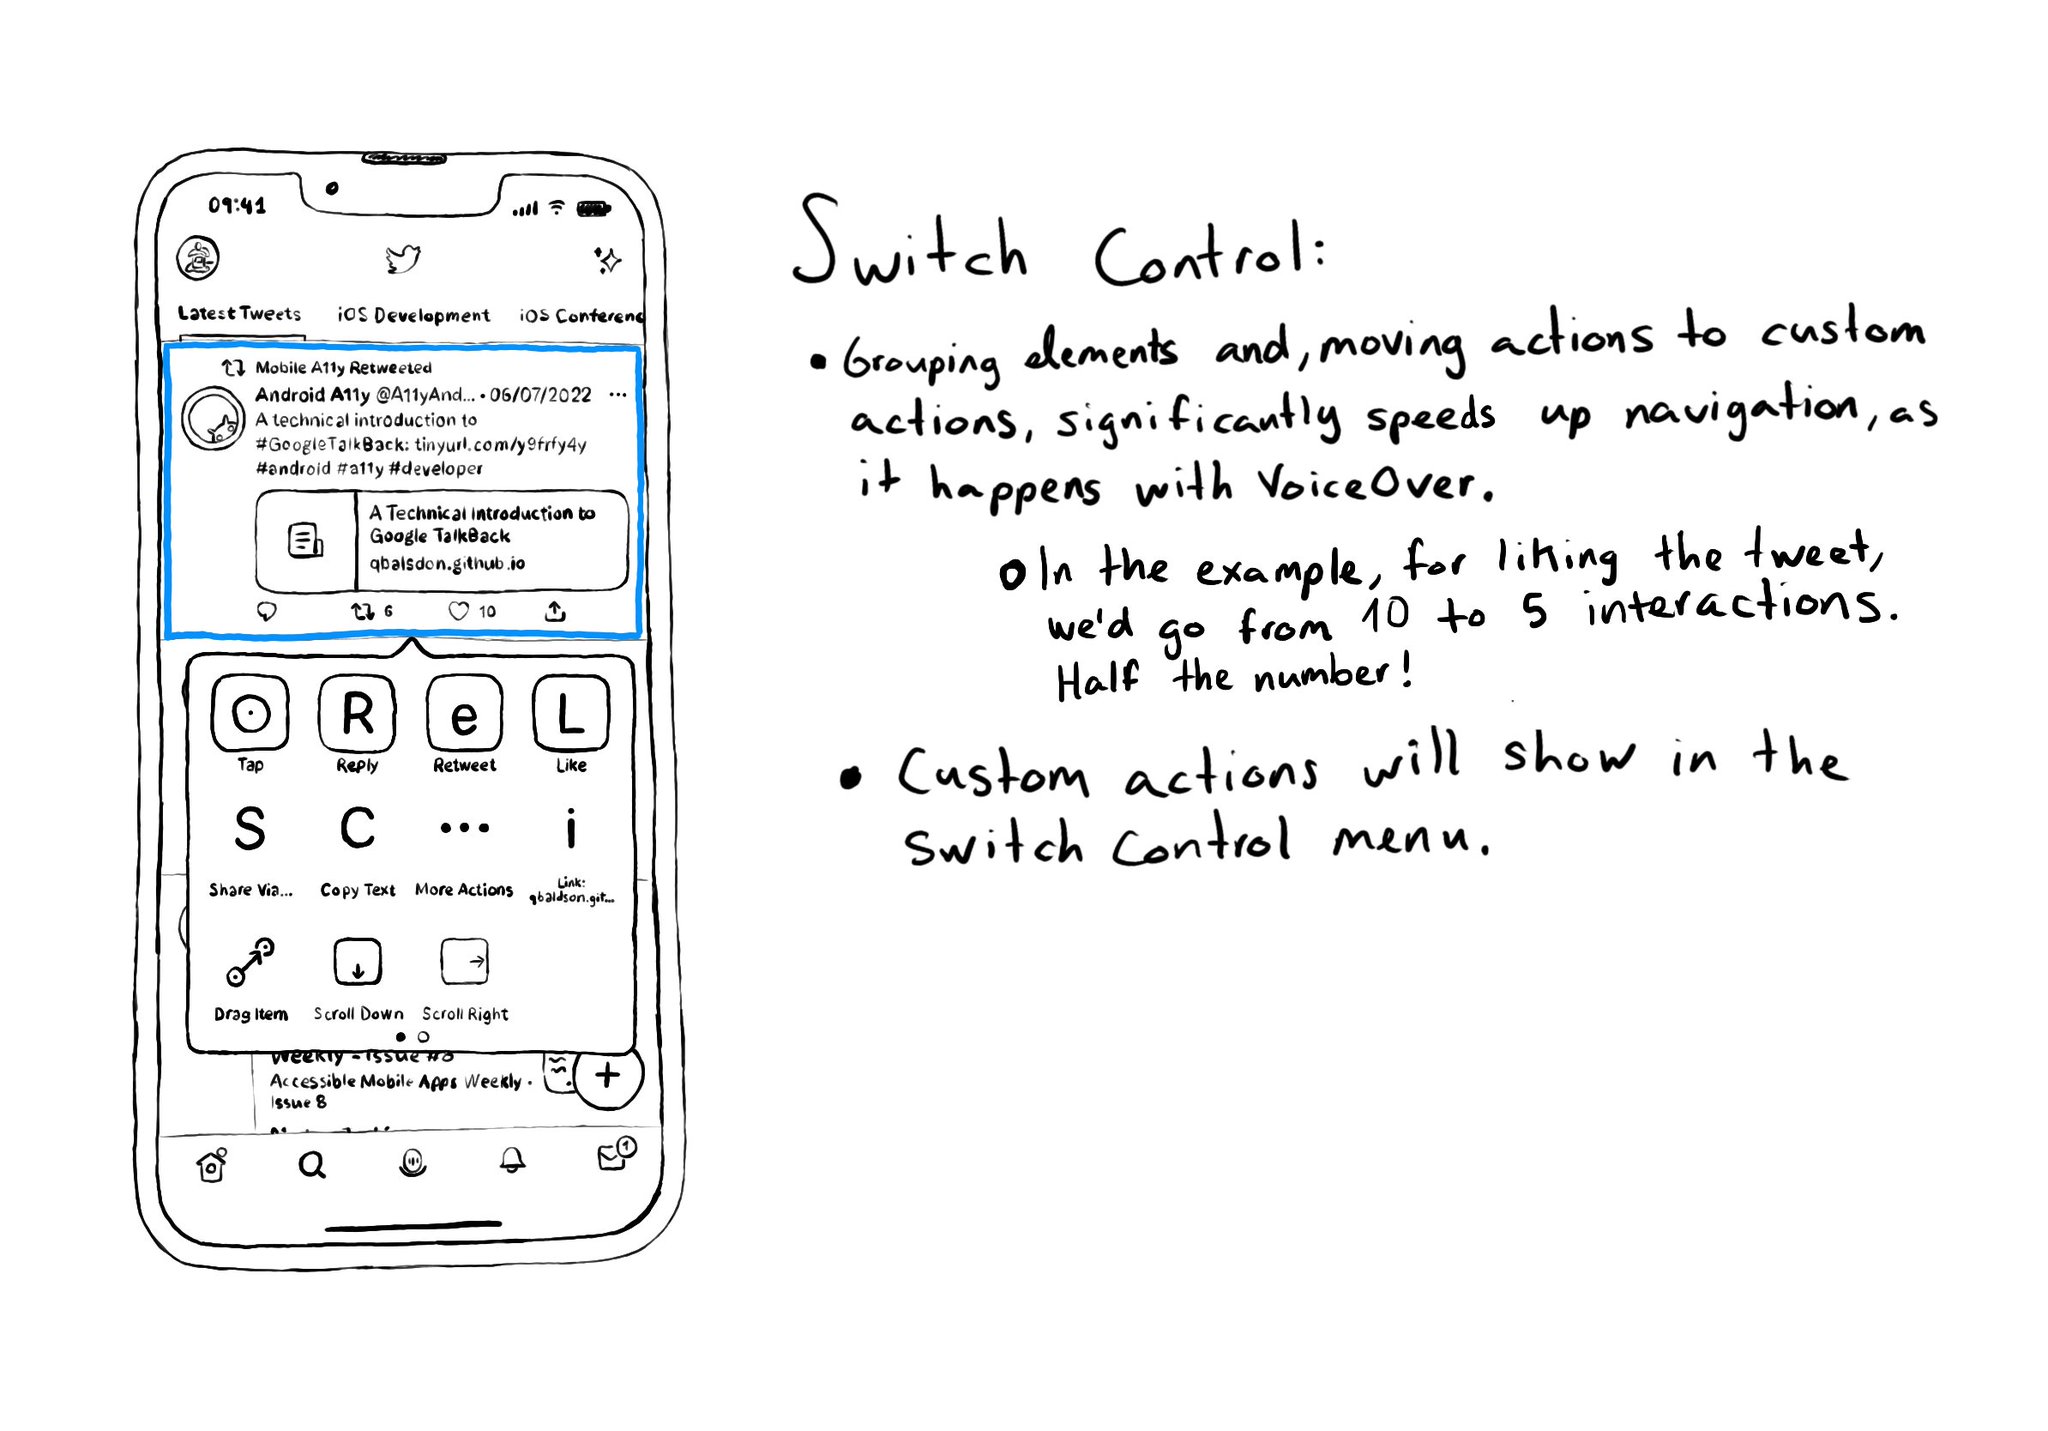 09:41
Latest Tweets iOS Development iOS Conferenc
Mobile A11y Retweeted
Android A11y @A11yAnd... • 06/07/2022 ...
A technical introduction to
#GoogleTalkBack: tinyurl.com/y9frfy4y
#android #a11y #developer
A Technical Introduction to
Google TalkBack
qbalsdon.github.io
6 10
R e L
Tap Reply Retweet Like
S C ... i
Share Via... Copy Text More Actions Link:
qbaldson.git...
Drag Item Scroll Down Scroll Right
Weekly - Issue #8
Accessible Mobile Apps Weekly ·
Issue 8
+
1
Switch Control:
• Grouping elements and, moving actions to custom
actions, significantly speeds up navigation, as
it happens with VoiceOver.
o In the example, for liking the tweet,
we'd go from 10 to 5 interactions.
Half the number!
• Custom actions will show in the
Switch Control menu.